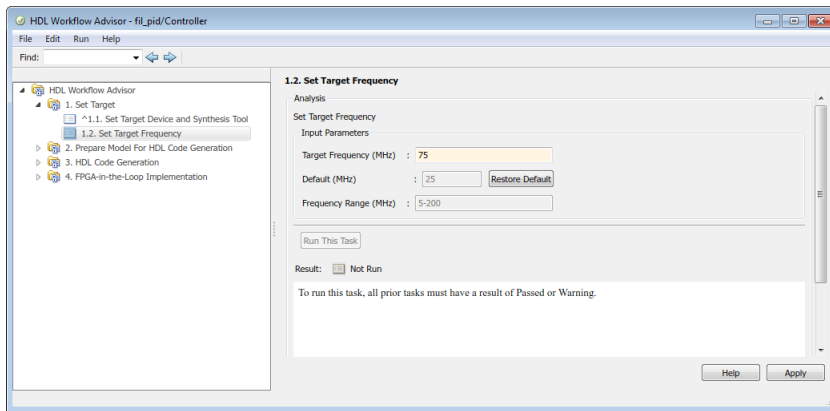 HDL Workflow Advisor - fil_pid/Controller
File Edit Run Help
Find:
HDL Workflow Advisor
1. Set Target
^1.1. Set Target Device and Synthesis Tool
1.2. Set Target Frequency
2. Prepare Model For HDL Code Generation
3. HDL Code Generation
4. FPGA-in-the-Loop Implementation
1.2. Set Target Frequency
Analysis
Set Target Frequency
Input Parameters
Target Frequency (MHz) : 75
Default (MHz) : 25 Restore Default
Frequency Range (MHz) : 5-200
Run This Task
Result: Not Run
To run this task, all prior tasks must have a result of Passed or Warning.
Help Apply